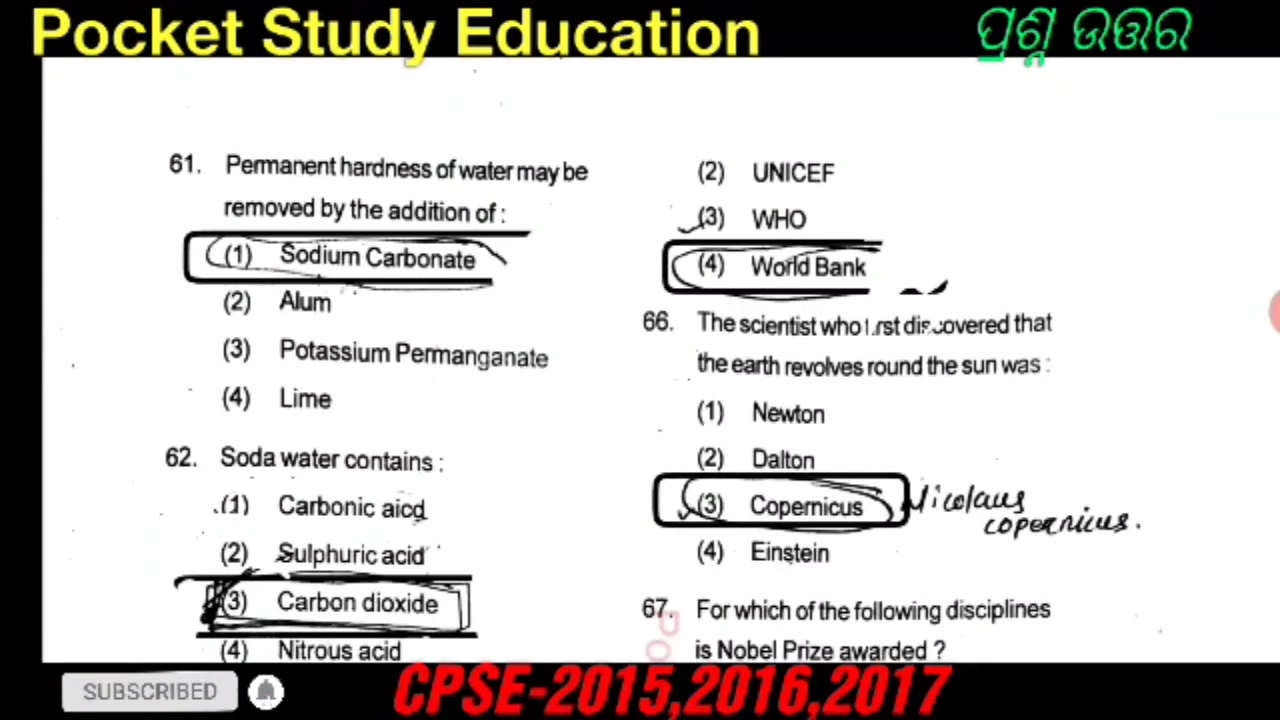 Pocket Study Education
ପ୍ରଶ୍ନ ଉତ୍ତର
61. Permanent hardness of water may be
removed by the addition of :
(1) Sodium Carbonate
(2) Alum
(3) Potassium Permanganate
(4) Lime
62. Soda water contains :
(1) Carbonic aicd
(2) Sulphuric acid
(3) Carbon dioxide
(4) Nitrous acid
(2) UNICEF
(3) WHO
(4) World Bank
66. The scientist who first discovered that
the earth revolves round the sun was :
(1) Newton
(2) Dalton
(3) Copernicus
Nicolaus
copernicus.
(4) Einstein
67. For which of the following disciplines
is Nobel Prize awarded ?
SUBSCRIBED
CPSE-2015,2016,2017